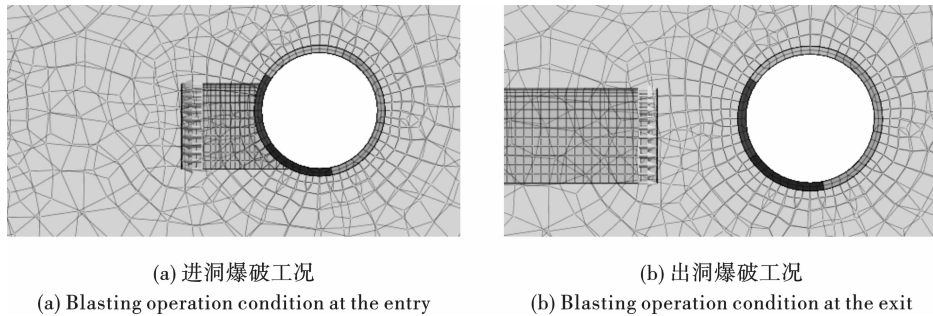 (a) 进洞爆破工况
(a) Blasting operation condition at the entry
(b) 出洞爆破工况
(b) Blasting operation condition at the exit